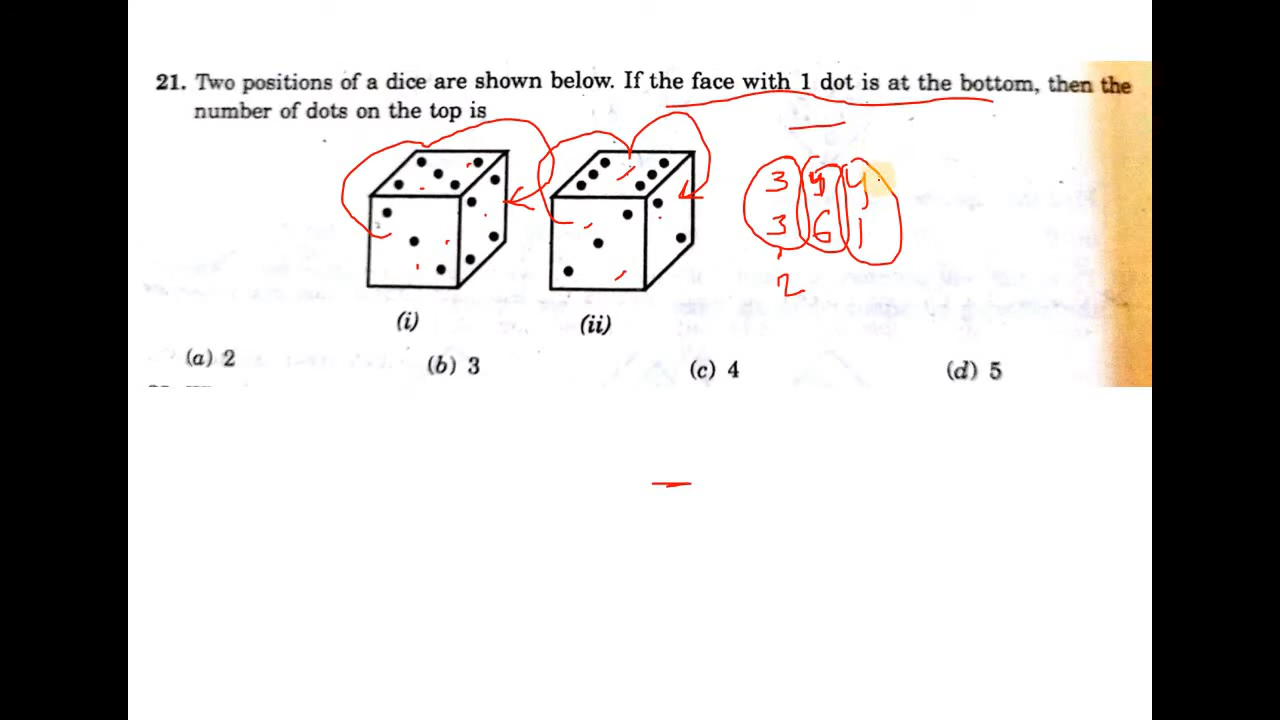 21. Two positions of a dice are shown below. If the face with 1 dot is at the bottom, then the
number of dots on the top is
3 4
3 6 1
2
(i) (ii)
(a) 2 (b) 3 (c) 4 (d) 5